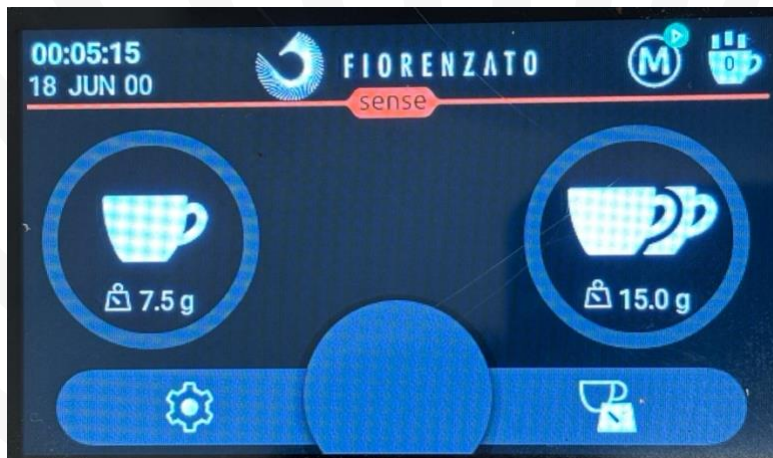 00:05:15
18 JUN 00
FIORENZATO
sense
M
0
7.5 g
15.0 g